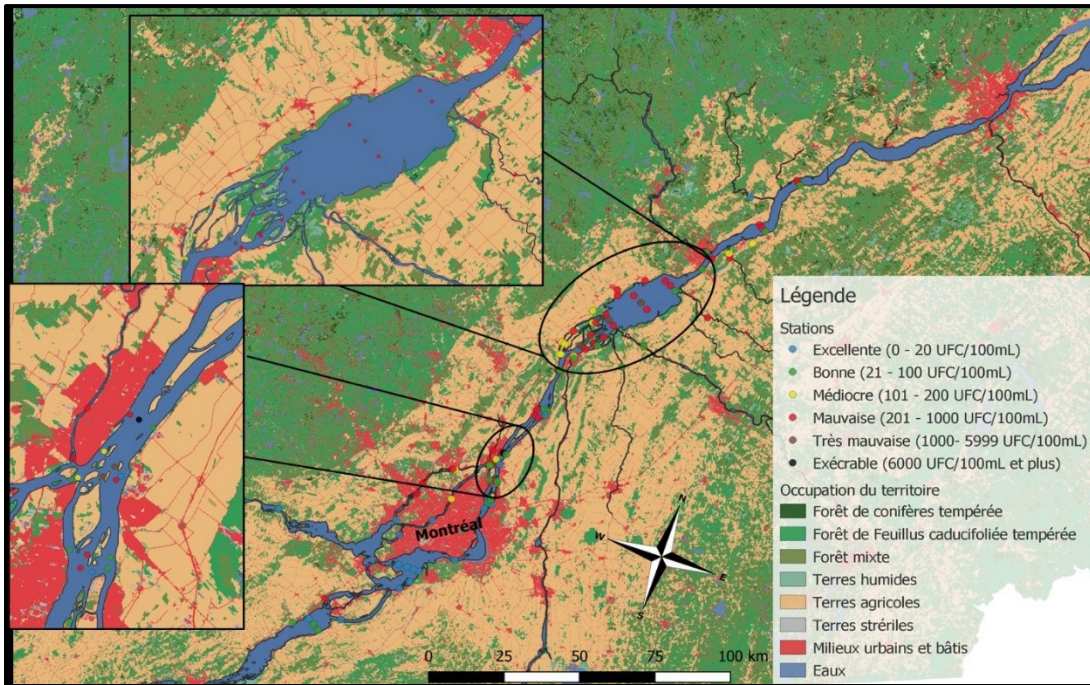 Montréal
N
W
E
S
0 25 50 75 100 km
Légende
Stations
Excellente (0 - 20 UFC/100mL)
Bonne (21 - 100 UFC/100mL)
Médiocre (101 - 200 UFC/100mL)
Mauvaise (201 - 1000 UFC/100mL)
Très mauvaise (1000- 5999 UFC/100mL)
Exécrable (6000 UFC/100mL et plus)
Occupation du territoire
Forêt de conifères tempérée
Forêt de Feuillus caducifoliée tempérée
Forêt mixte
Terres humides
Terres agricoles
Terres strériles
Milieux urbains et bâtis
Eaux